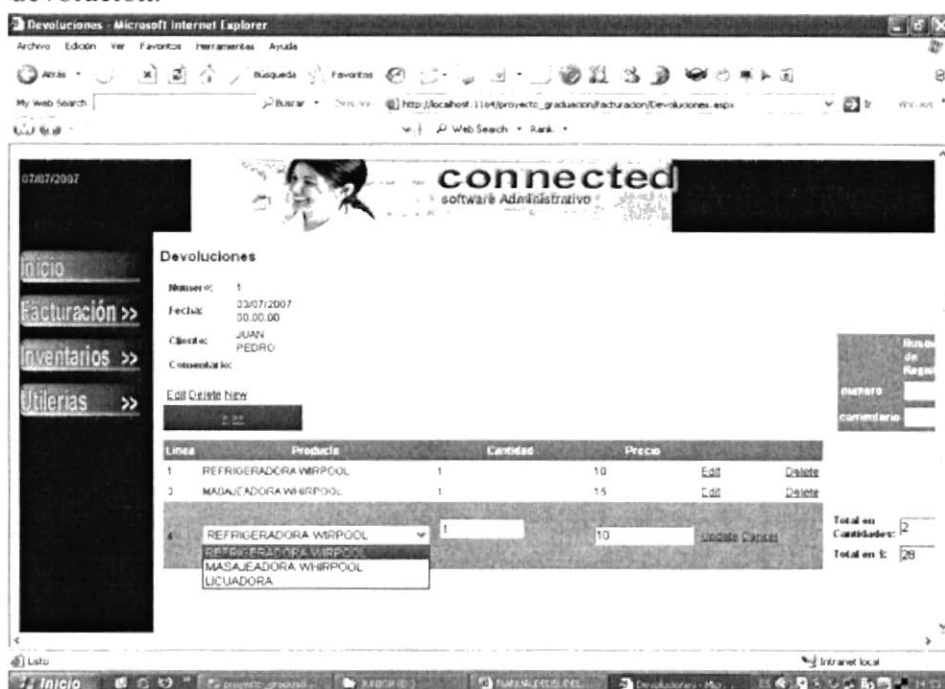 devolución.
Devoluciones - Microsoft Internet Explorer
Archivo Edición Ver Favoritos Herramientas Ayuda
Atrás Búsqueda Favoritos
My Web Search Buscar http://localhost:1164/proyecto_graduacion/facturacion/Devoluciones.aspx Ir
Web Search Rank
07/07/2007
connected
software Administrativo
Inicio
Facturación >>
Inventarios >>
Utilerias >>
Devoluciones
Numero: 1
Fecha: 03/07/2007
00:00:00
Cliente: JUAN
PEDRO
Comentario:
Edit Delete New
de
numero
comentario
Linea Producto Cantidad Precio
1 REFRIGERADORA WIRPOOL 1 10 Edit Delete
3 MASAJEADORA WHIRPOOL 1 15 Edit Delete
4 REFRIGERADORA WIRPOOL 1 10 Update Cancel
REFRIGERADORA WIRPOOL
MASAJEADORA WHIRPOOL
LICUADORA
Total en
Cantidades: 2
Total en $: 28
Listo Intranet local
Inicio